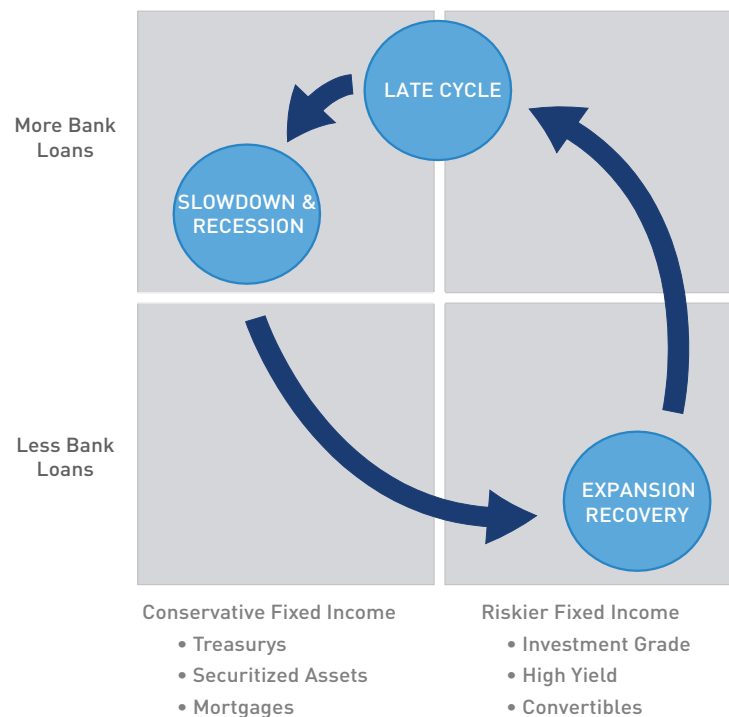 LATE CYCLE
More Bank
Loans
SLOWDOWN &
RECESSION
Less Bank
Loans
EXPANSION
RECOVERY
Conservative Fixed Income
• Treasurys
• Securitized Assets
• Mortgages
Riskier Fixed Income
• Investment Grade
• High Yield
• Convertibles